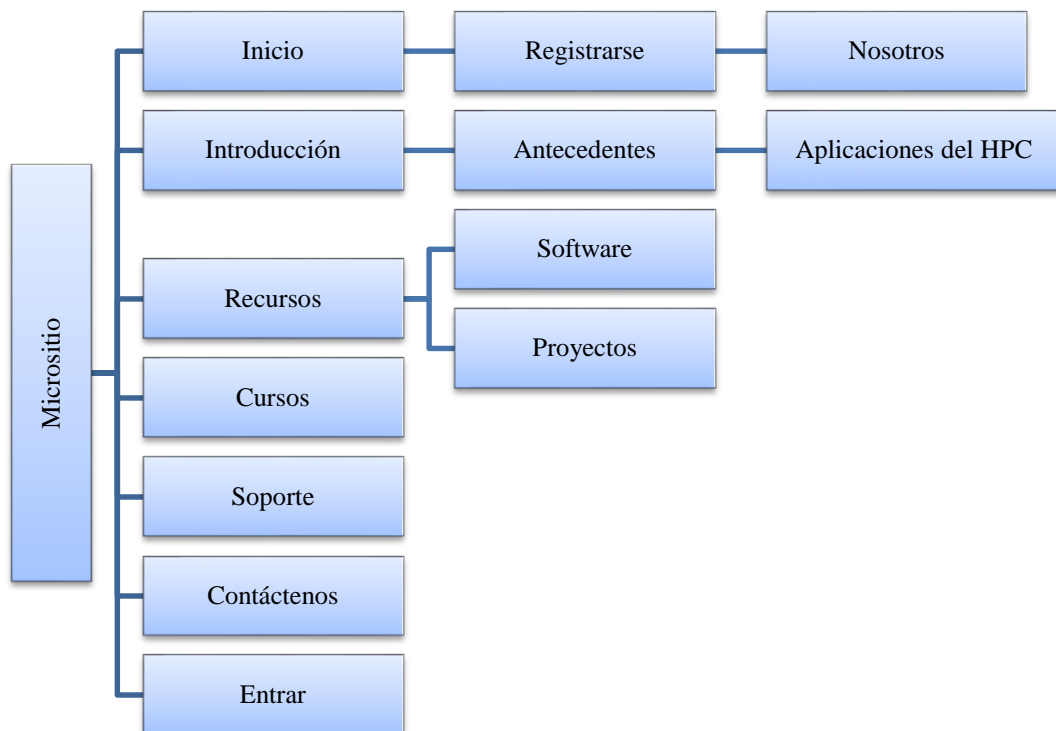 Micrositio
Inicio
Registrarse
Nosotros
Introducción
Antecedentes
Aplicaciones del HPC
Recursos
Software
Proyectos
Cursos
Soporte
Contáctenos
Entrar